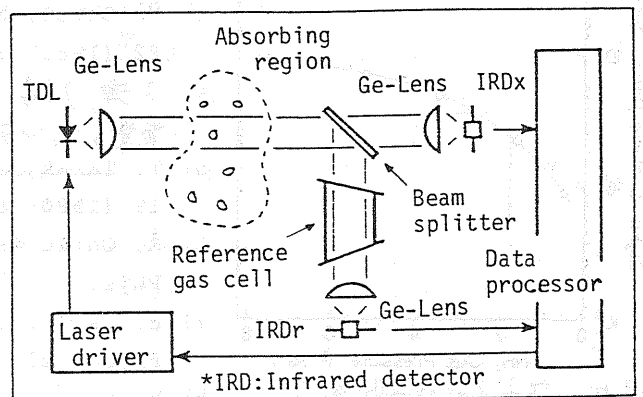 Absorbing
region
Ge-Lens
TDL
Ge-Lens
IRDx
Beam
splitter
Reference
gas cell
Data
processor
Ge-Lens
IRDr
Laser
driver
*IRD:Infrared detector